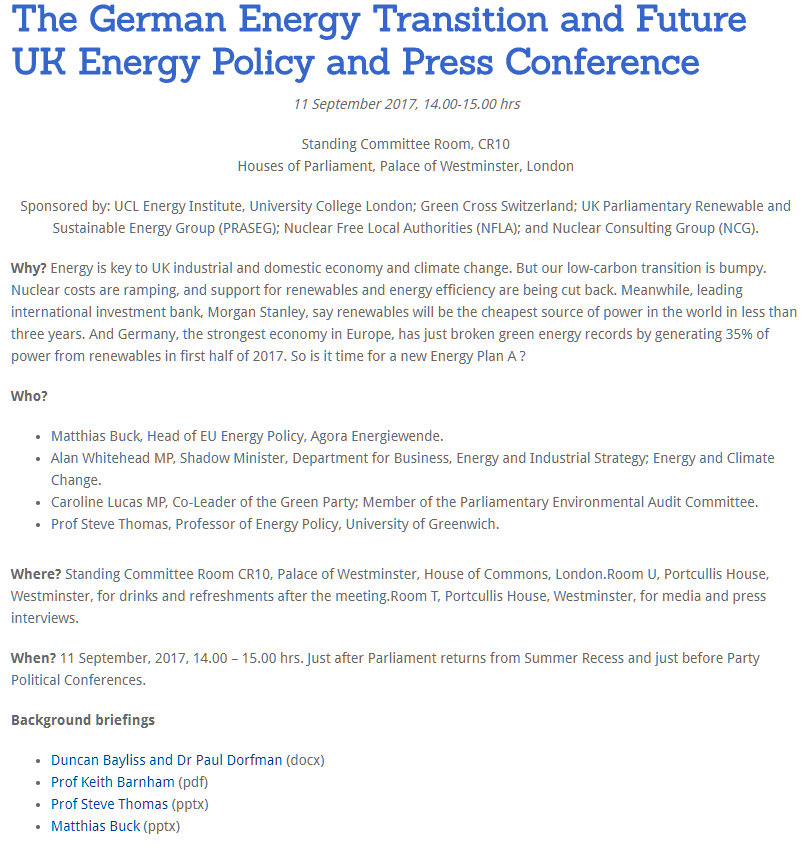 The German Energy Transition and Future
UK Energy Policy and Press Conference
11 September 2017, 14.00-15.00 hrs
Standing Committee Room, CR10
Houses of Parliament, Palace of Westminster, London
Sponsored by: UCL Energy Institute, University College London; Green Cross Switzerland; UK Parliamentary Renewable and
Sustainable Energy Group (PRASEG); Nuclear Free Local Authorities (NFLA); and Nuclear Consulting Group (NCG).
Why? Energy is key to UK industrial and domestic economy and climate change. But our low-carbon transition is bumpy.
Nuclear costs are ramping, and support for renewables and energy efficiency are being cut back. Meanwhile, leading
international investment bank, Morgan Stanley, say renewables will be the cheapest source of power in the world in less than
three years. And Germany, the strongest economy in Europe, has just broken green energy records by generating 35% of
power from renewables in first half of 2017. So is it time for a new Energy Plan A ?
Who?
• Matthias Buck, Head of EU Energy Policy, Agora Energiewende.
• Alan Whitehead MP, Shadow Minister, Department for Business, Energy and Industrial Strategy; Energy and Climate
Change.
• Caroline Lucas MP, Co-Leader of the Green Party; Member of the Parliamentary Environmental Audit Committee.
• Prof Steve Thomas, Professor of Energy Policy, University of Greenwich.
Where? Standing Committee Room CR10, Palace of Westminster, House of Commons, London.Room U, Portcullis House,
Westminster, for drinks and refreshments after the meeting.Room T, Portcullis House, Westminster, for media and press
interviews.
When? 11 September, 2017, 14.00 – 15.00 hrs. Just after Parliament returns from Summer Recess and just before Party
Political Conferences.
Background briefings
• Duncan Bayliss and Dr Paul Dorfman (docx)
• Prof Keith Barnham (pdf)
• Prof Steve Thomas (pptx)
• Matthias Buck (pptx)